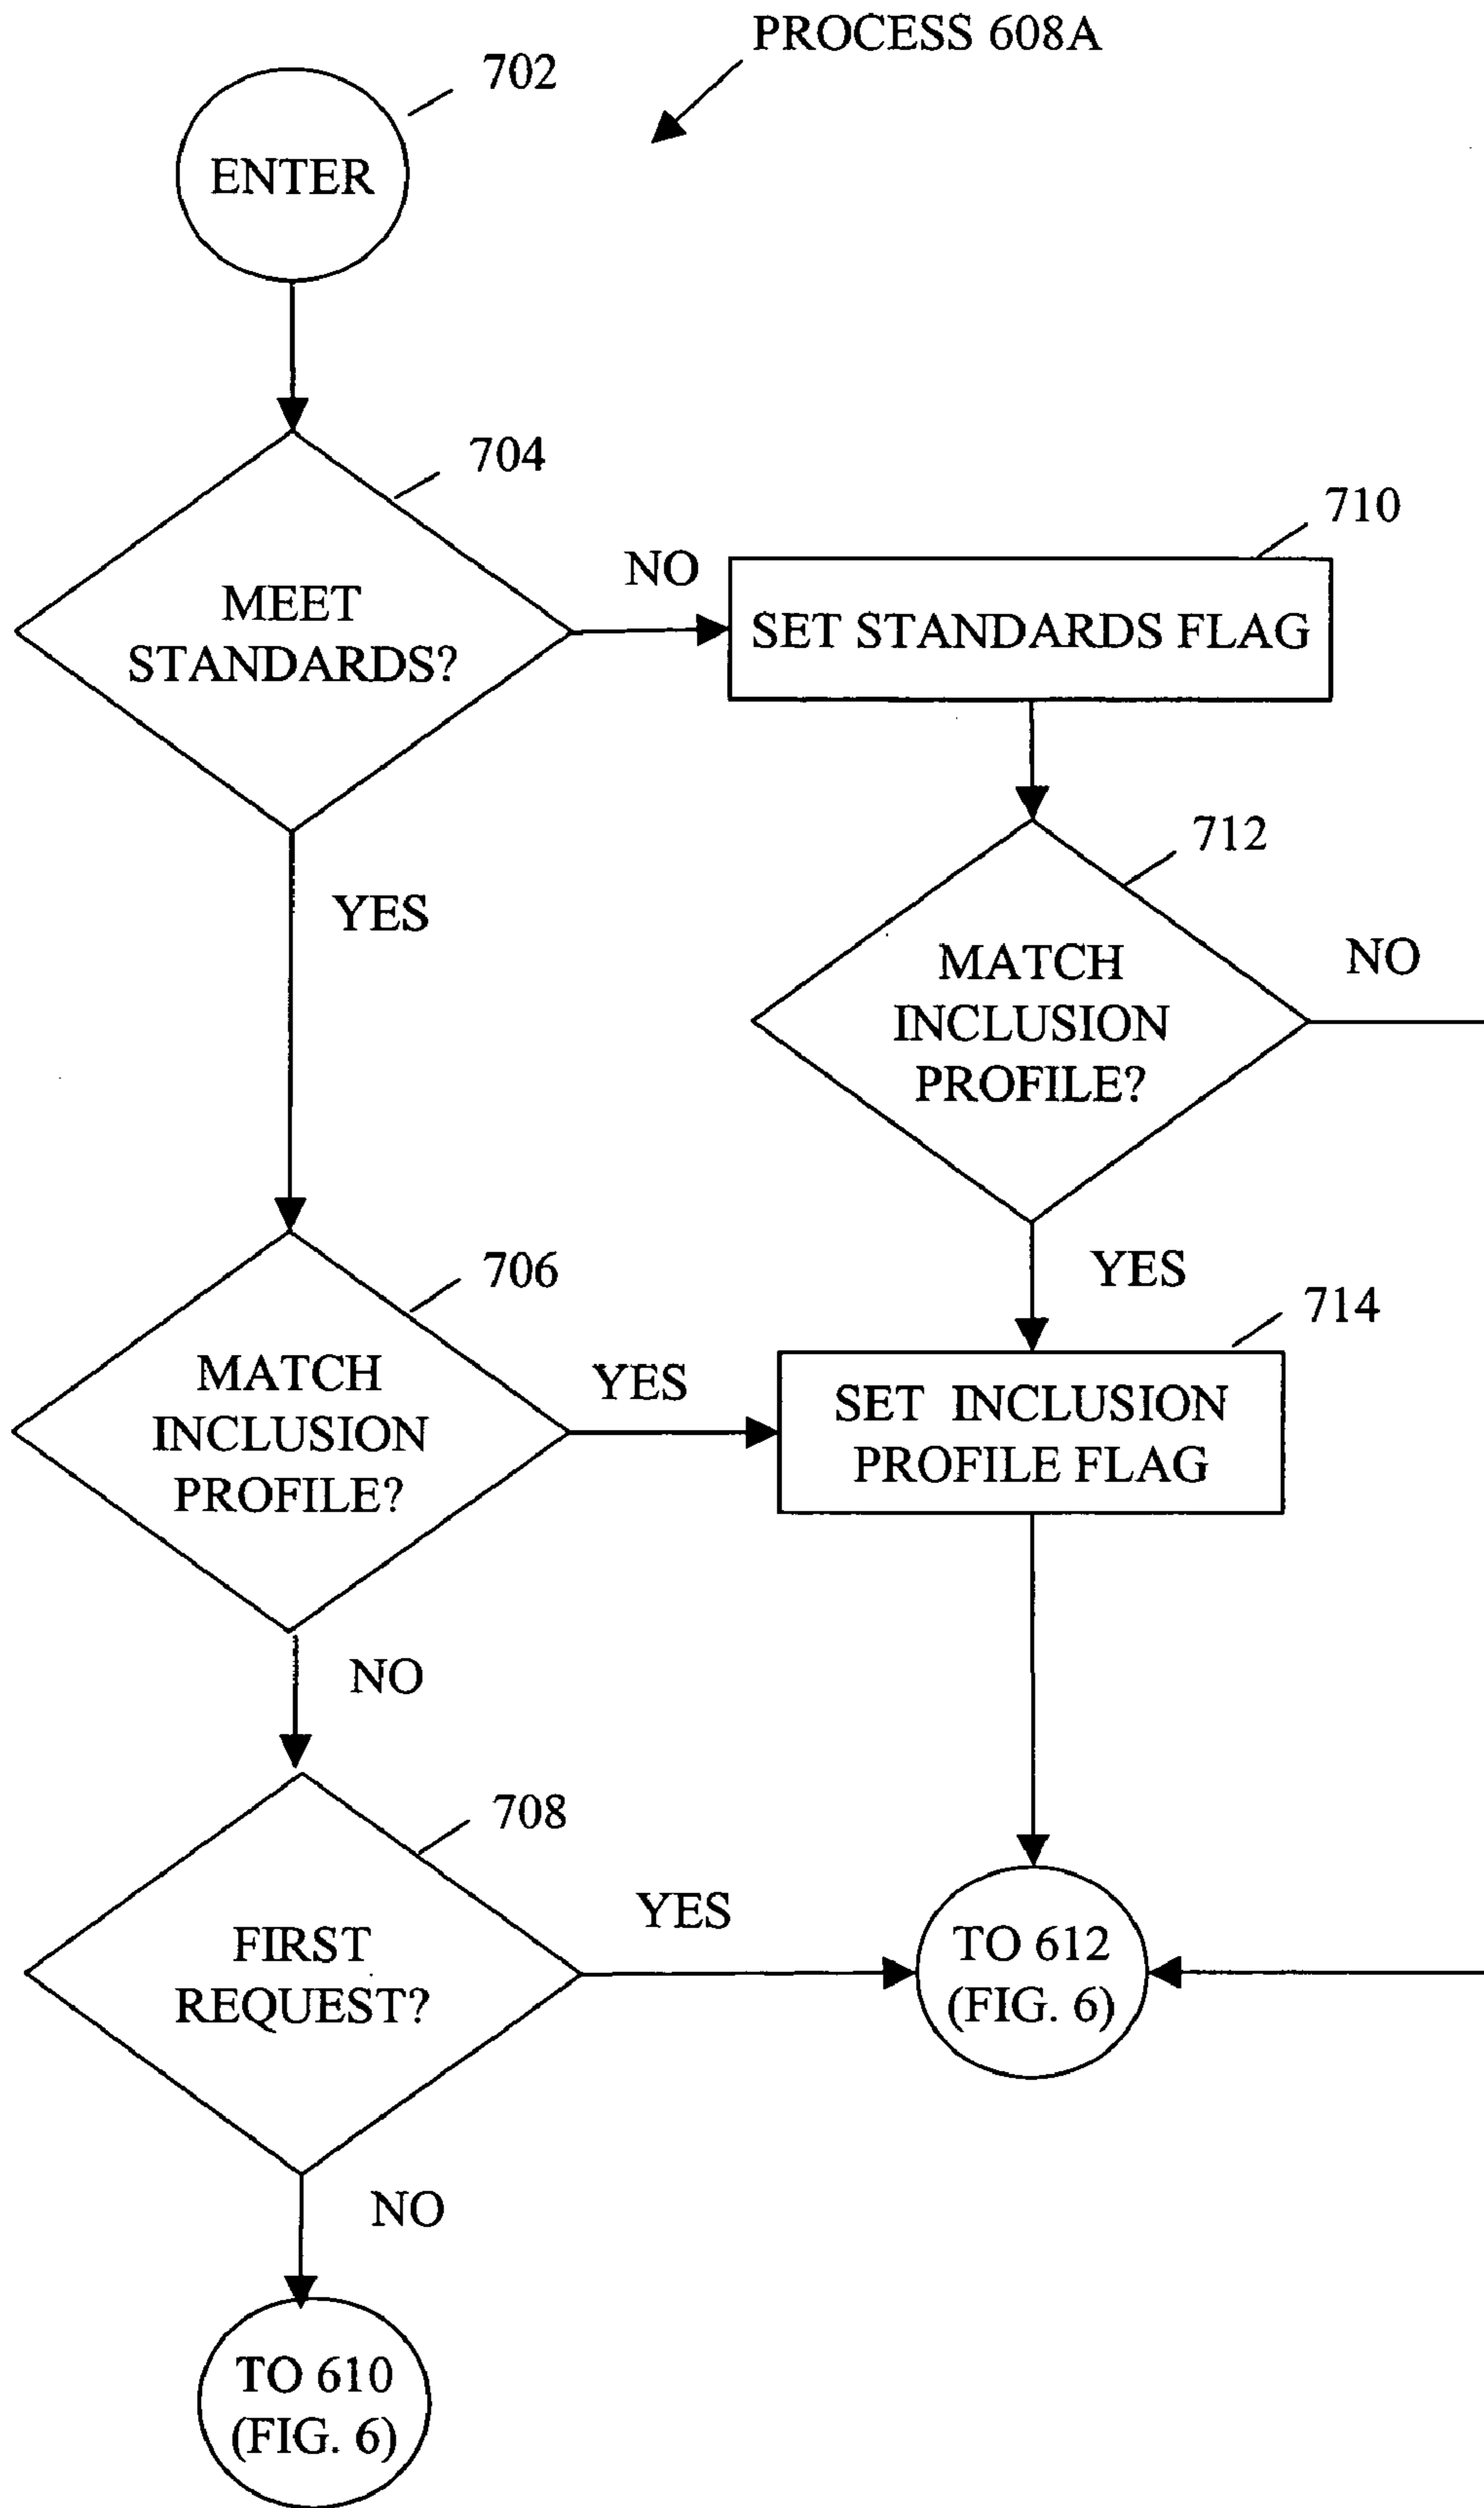 PROCESS 608A
702
ENTER
704
MEET
STANDARDS?
NO
710
SET STANDARDS FLAG
YES
712
MATCH
INCLUSION
PROFILE?
NO
YES
706
MATCH
INCLUSION
PROFILE?
YES
714
SET INCLUSION
PROFILE FLAG
NO
708
FIRST
REQUEST?
YES
TO 612
(FIG. 6)
NO
TO 610
(FIG. 6)